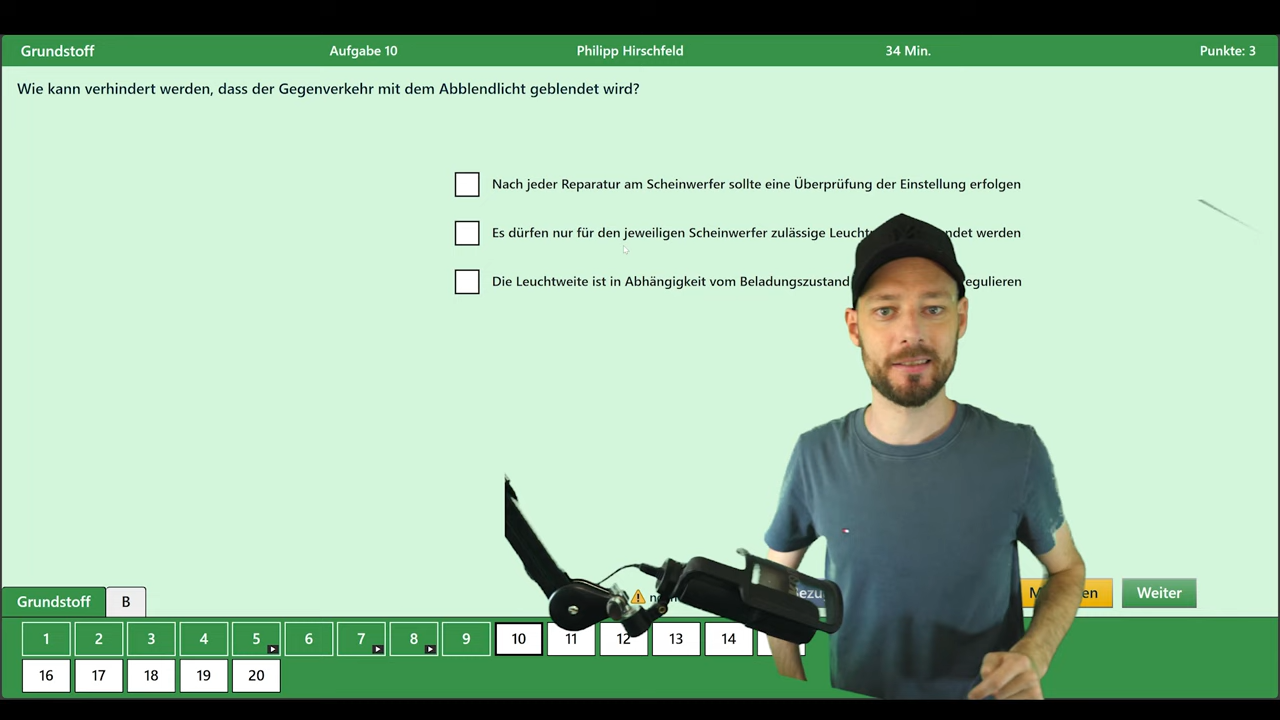 Grundstoff Aufgabe 10 Philipp Hirschfeld 34 Min. Punkte: 3
Wie kann verhindert werden, dass der Gegenverkehr mit dem Abblendlicht geblendet wird?
Nach jeder Reparatur am Scheinwerfer sollte eine Überprüfung der Einstellung erfolgen
Es dürfen nur für den jeweiligen Scheinwerfer zulässige werden
Die Leuchtweite ist in Abhängigkeit vom Beladungszustand
Grundstoff B
Weiter
1 2 3 4 5 6 7 8 9 10 11 12 13 14
16 17 18 19 20